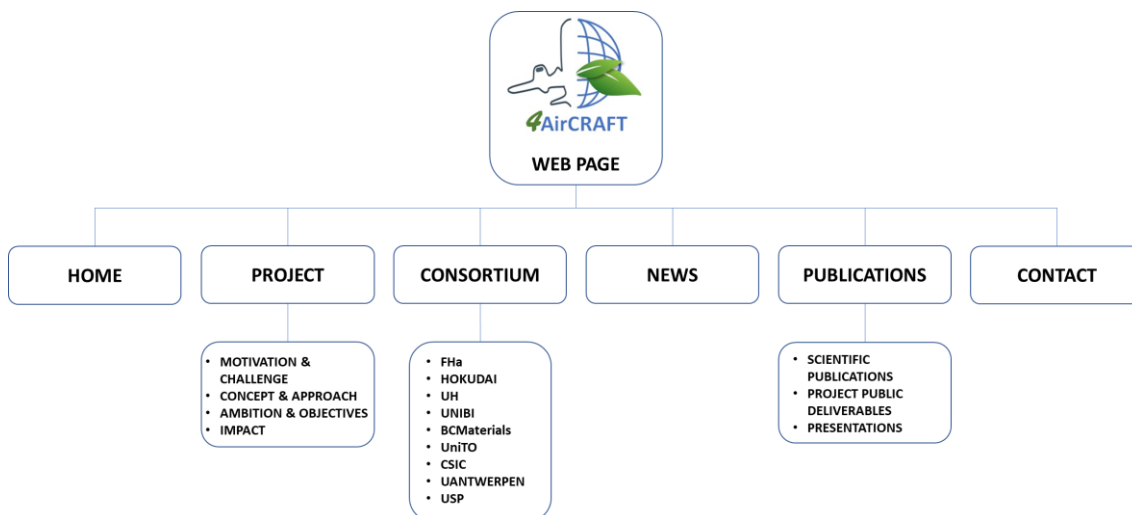 4AirCRAFT
WEB PAGE
HOME
PROJECT
CONSORTIUM
NEWS
PUBLICATIONS
CONTACT
• MOTIVATION &
CHALLENGE
• CONCEPT & APPROACH
• AMBITION & OBJECTIVES
• IMPACT
• FHa
• HOKUDAI
• UH
• UNIBI
• BCMaterials
• UniTO
• CSIC
• UANTWERPEN
• USP
• SCIENTIFIC
PUBLICATIONS
• PROJECT PUBLIC
DELIVERABLES
• PRESENTATIONS